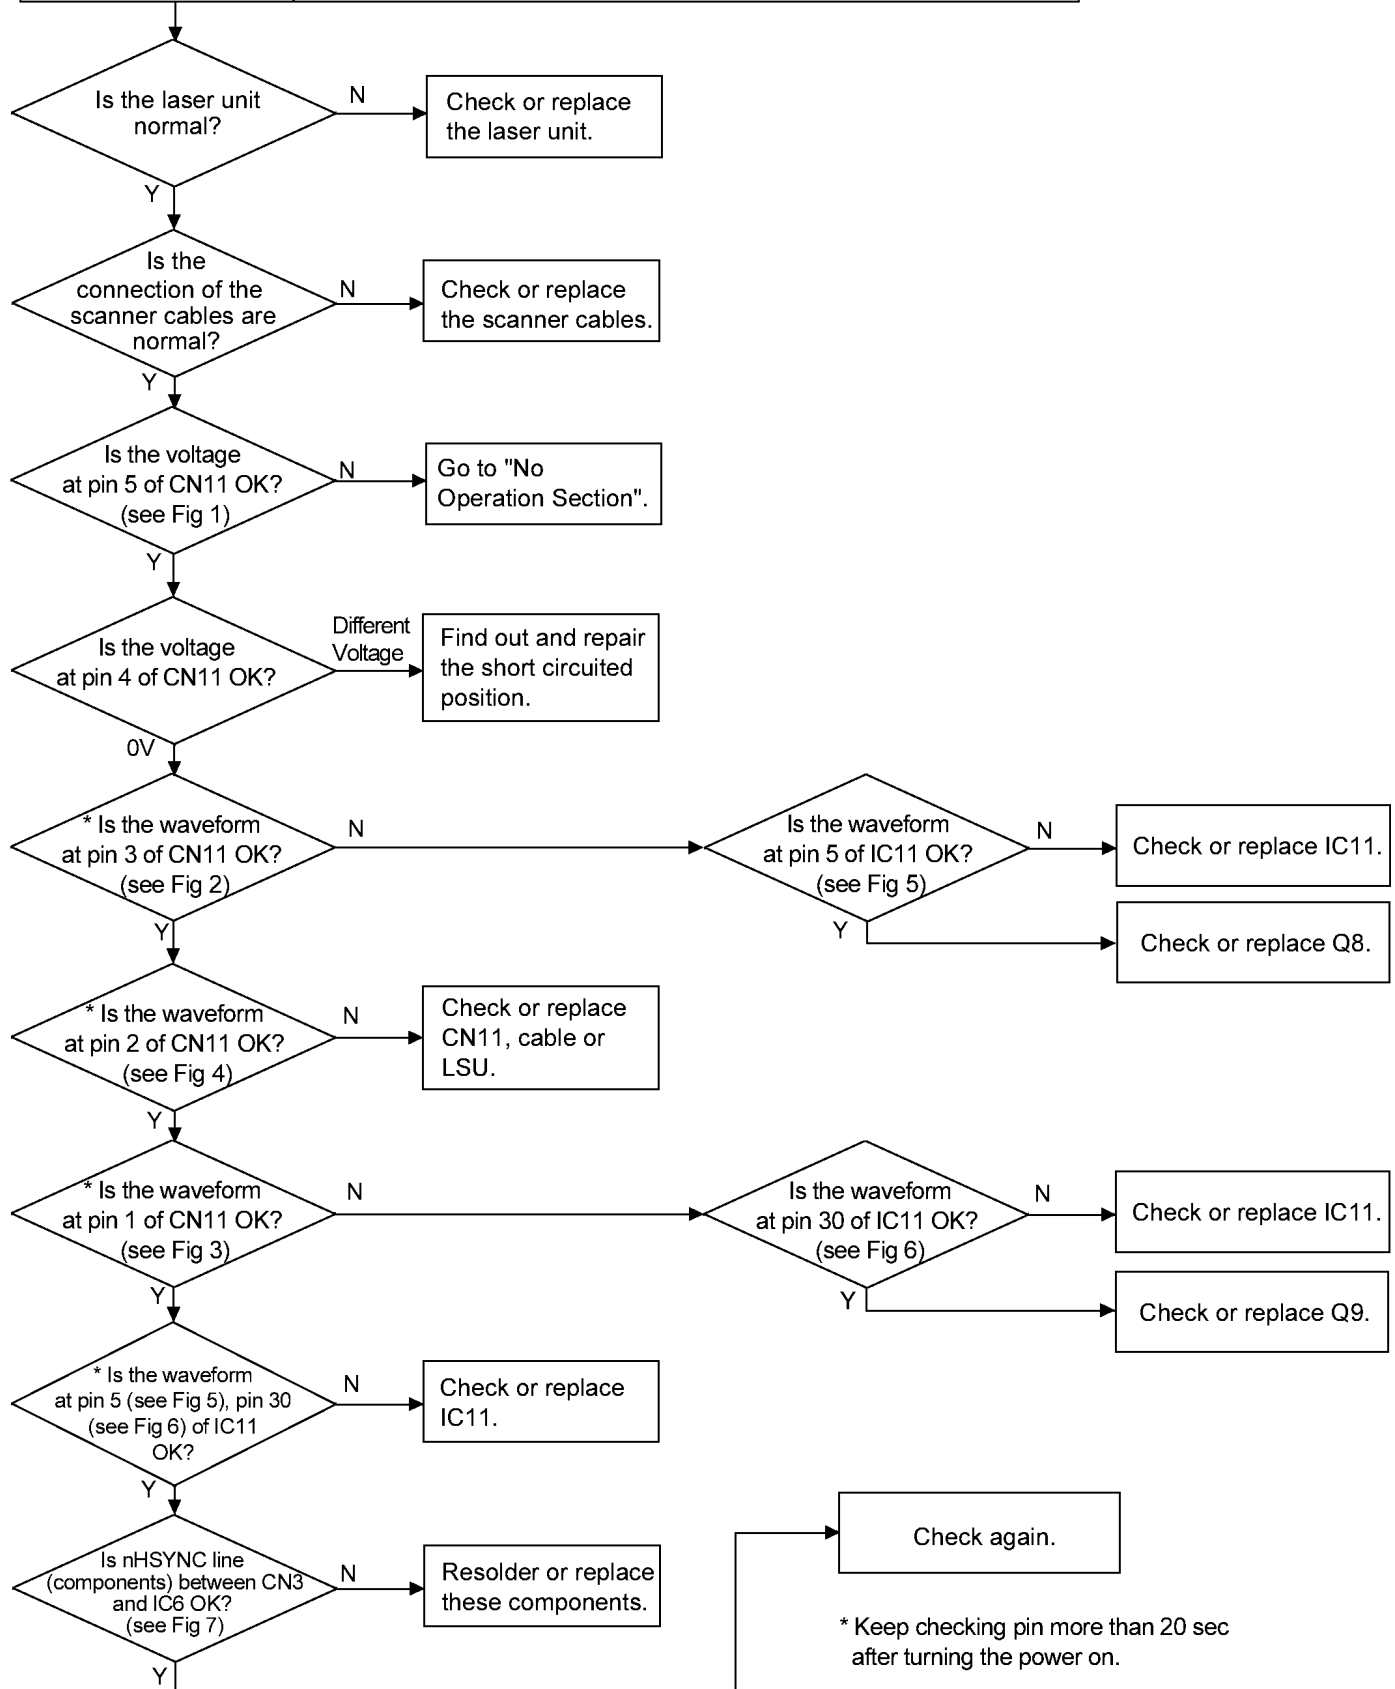 Is the laser unit
normal?
N
Check or replace
the laser unit.
Y
Is the
connection of the
scanner cables are
normal?
N
Check or replace
the scanner cables.
Y
Is the voltage
at pin 5 of CN11 OK?
(see Fig 1)
N
Go to "No
Operation Section".
Y
Is the voltage
at pin 4 of CN11 OK?
Different
Voltage
Find out and repair
the short circuited
position.
0V
* Is the waveform
at pin 3 of CN11 OK?
(see Fig 2)
N
Is the waveform
at pin 5 of IC11 OK?
(see Fig 5)
N
Check or replace IC11.
Y
Check or replace Q8.
Y
* Is the waveform
at pin 2 of CN11 OK?
(see Fig 4)
N
Check or replace
CN11, cable or
LSU.
Y
* Is the waveform
at pin 1 of CN11 OK?
(see Fig 3)
N
Is the waveform
at pin 30 of IC11 OK?
(see Fig 6)
N
Check or replace IC11.
Y
Check or replace Q9.
Y
* Is the waveform
at pin 5 (see Fig 5), pin 30
(see Fig 6) of IC11
OK?
N
Check or replace
IC11.
Y
Is nHSYNC line
(components) between CN3
and IC6 OK?
(see Fig 7)
N
Resolder or replace
these components.
Y
Check again.
* Keep checking pin more than 20 sec
after turning the power on.